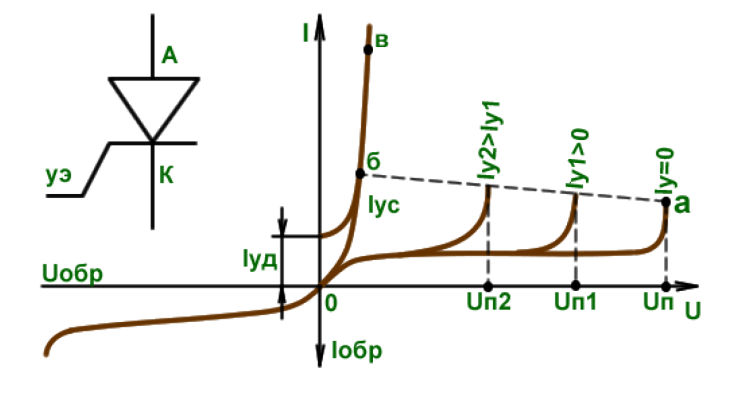 А
К
уэ
I
в
б
Iус
Iуд
Uобр
0
Iобр
Iу2>Iу1
Iу1>0
Iу=0
а
Uп2
Uп1
Uп
U